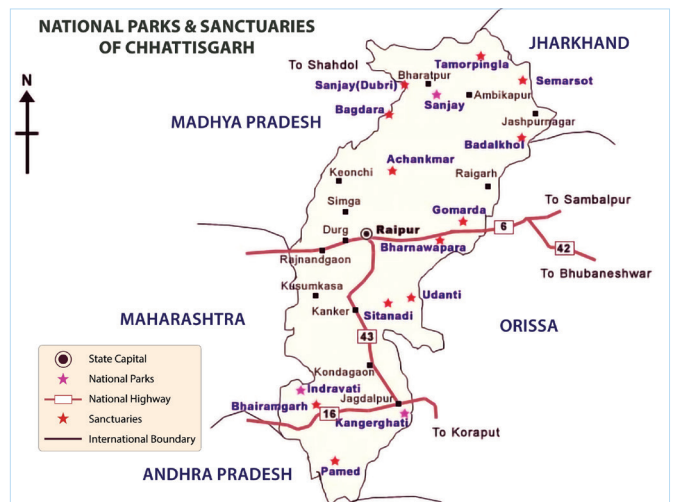 NATIONAL PARKS & SANCTUARIES
OF CHHATTISGARH
JHARKHAND
To Shahdol
Tamorpingla
Bharatpur
Semarsot
Sanjay(Dubri)
Sanjay
Ambikapur
N
Bagdara
MADHYA PRADESH
Jashpurnagar
Badalkhol
Achankmar
Keonchi
Raigarh
Simga
To Sambalpur
Gomarda
Durg
Raipur
6
Bharnawapara
42
Rajnandgaon
To Bhubaneshwar
Kusumkasa
Udanti
Sitanadi
Kanker
MAHARASHTRA
ORISSA
43
State Capital
National Parks
National Highway
Sanctuaries
International Boundary
Kondagaon
Indravati
Bhairamgarh
Jagdalpur
16
Kangerghati
To Koraput
Pamed
ANDHRA PRADESH